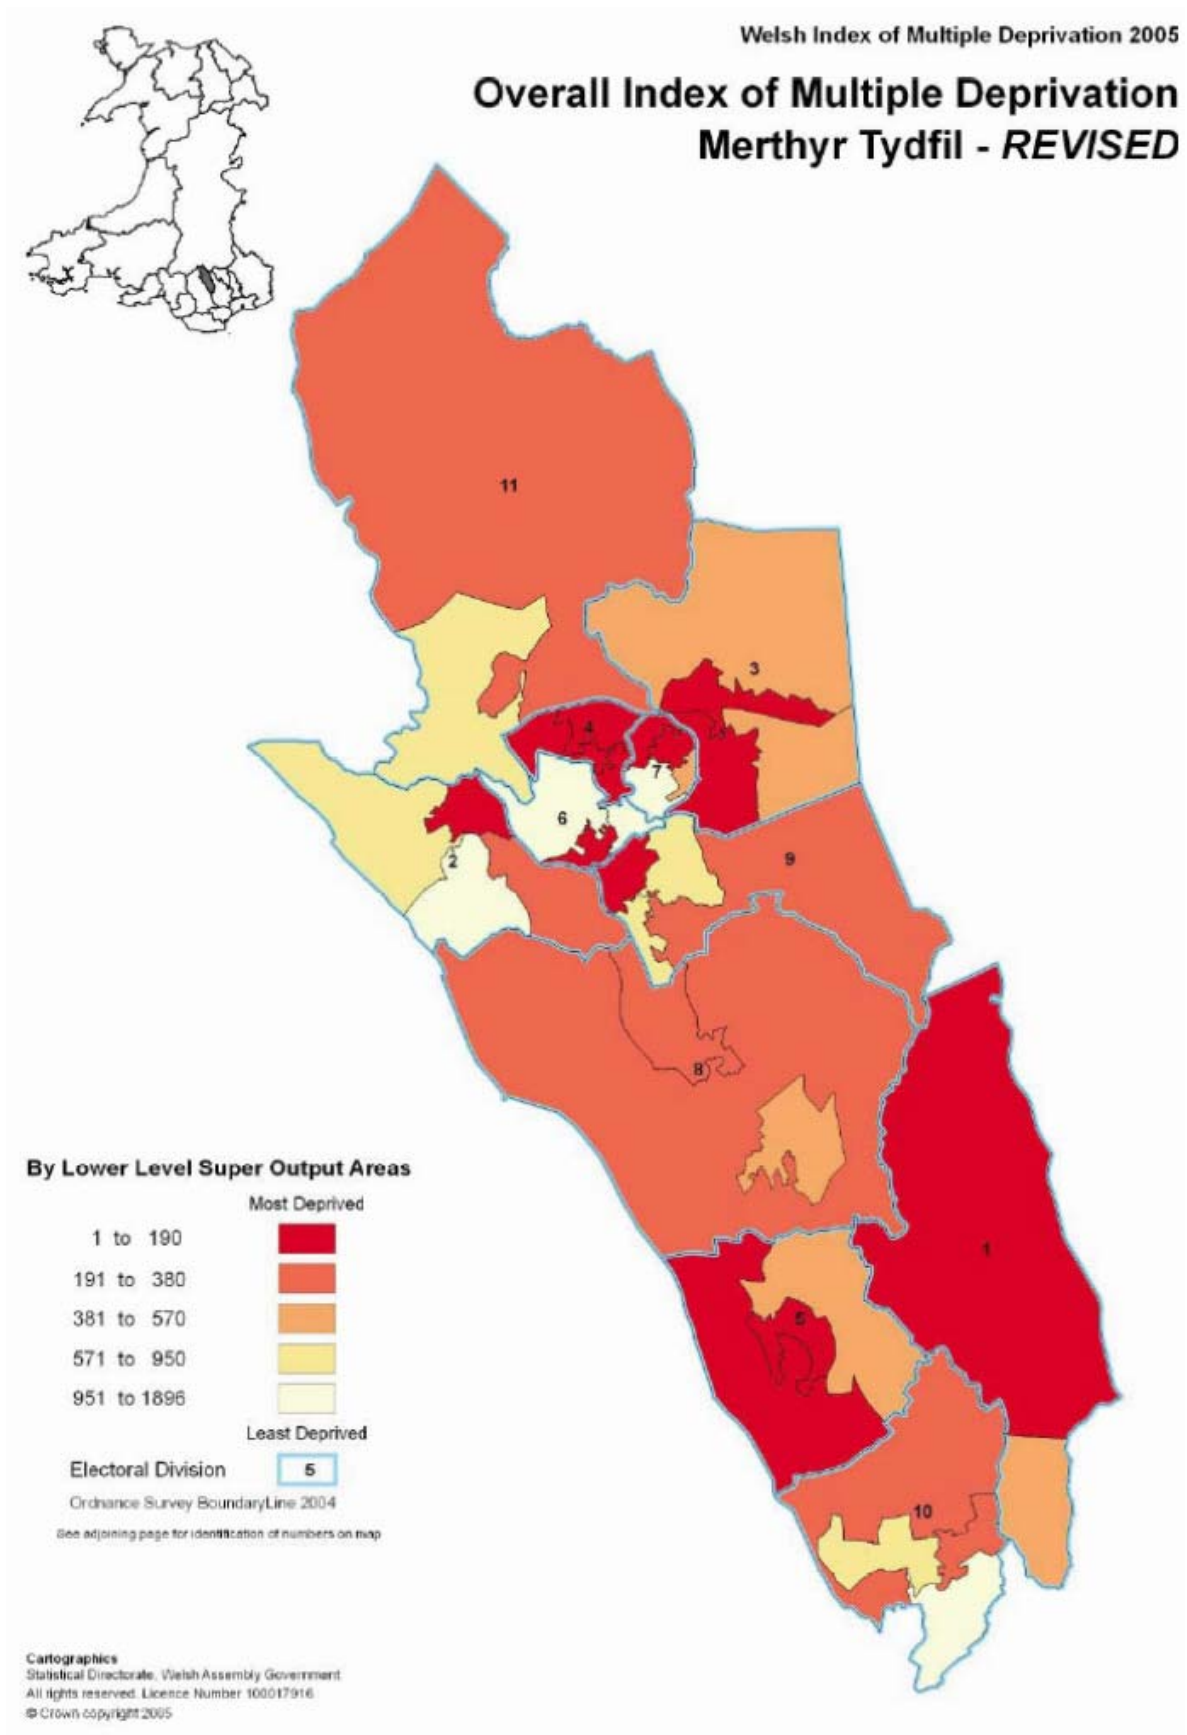 Welsh Index of Multiple Deprivation 2005
Overall Index of Multiple Deprivation
Merthyr Tydfil - REVISED
11
3
4
7
6
2
9
8
1
5
10
By Lower Level Super Output Areas
Most Deprived
1 to 190
191 to 380
381 to 570
571 to 950
951 to 1896
Least Deprived
Electoral Division 5
Ordnance Survey BoundaryLine 2004
See adjoining page for identification of numbers on map
Cartographics
Statistical Directorate, Welsh Assembly Government
All rights reserved. Licence Number 100017916
© Crown copyright 2005